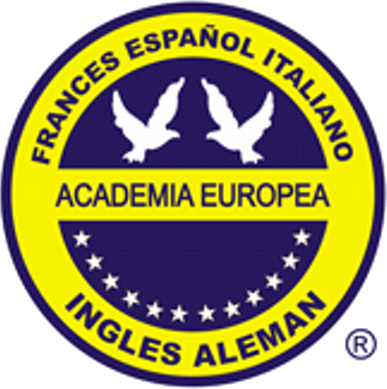 FRANCES ESPAÑOL ITALIANO
ACADEMIA EUROPEA
INGLES ALEMAN
®